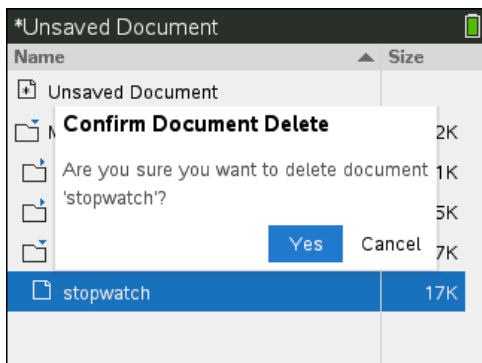 *Unsaved Document
Name Size
Unsaved Document
Confirm Document Delete
Are you sure you want to delete document
'stopwatch'?
Yes Cancel
2K
1K
5K
7K
stopwatch 17K